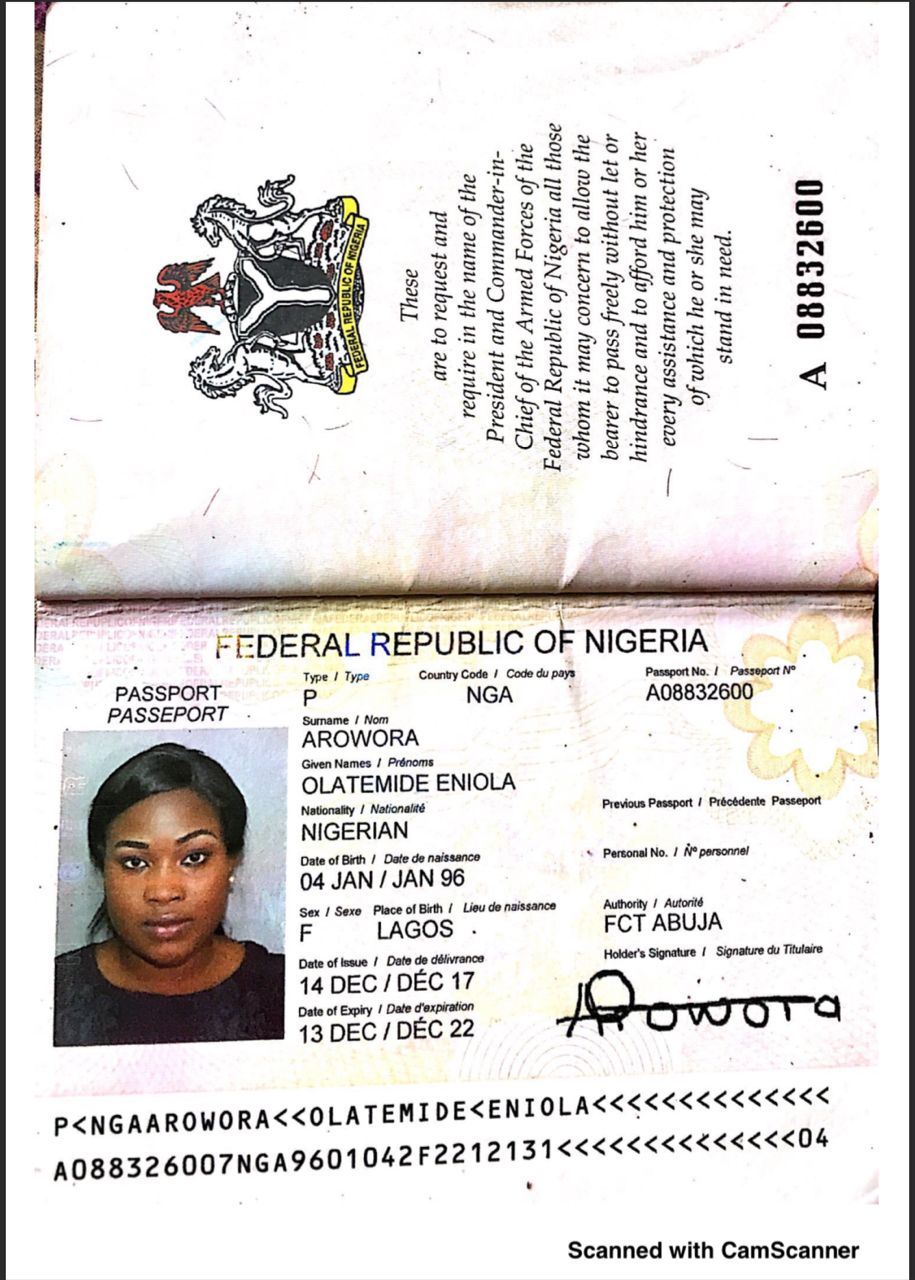 FEDERAL REPUBLIC OF NIGERIA
These
are to request and
require in the name of the
President and Commander-in-
Chief of the Armed Forces of the
Federal Republic of Nigeria all those
whom it may concern to allow the
bearer to pass freely without let or
hindrance and to afford him or her
every assistance and protection
of which he or she may
stand in need.
A 08832600
FEDERAL REPUBLIC OF NIGERIA
PASSPORT
PASSEPORT
Type / Type Country Code / Code du pays Passport No. / Passeport Nº
P NGA A08832600
Surname / Nom
AROWORA
Given Names / Prénoms
OLATEMIDE ENIOLA
Nationality / Nationalité Previous Passport / Précédente Passeport
NIGERIAN
Date of Birth / Date de naissance Personal No. / Nº personnel
04 JAN / JAN 96
Sex / Sexe Place of Birth / Lieu de naissance Authority / Autorité
F LAGOS FCT ABUJA
Date of Issue / Date de délivrance Holder's Signature / Signature du Titulaire
14 DEC / DÉC 17
Date of Expiry / Date d'expiration
13 DEC / DÉC 22
Arowora
P<NGAAROWORA<<OLATEMIDE<ENIOLA<<<<<<<<<<<<<<
A088326007NGA9601042F2212131<<<<<<<<<<<<<<04
Scanned with CamScanner